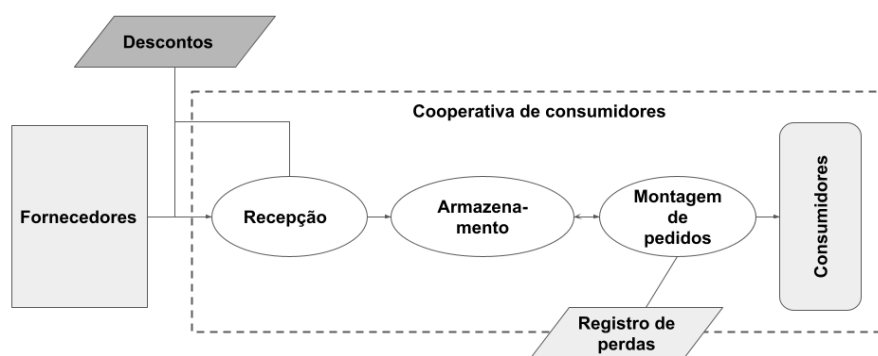 Descontos
Cooperativa de consumidores
Fornecedores
Recepção
Armazena-
mento
Montagem
de
pedidos
Consumidores
Registro de
perdas